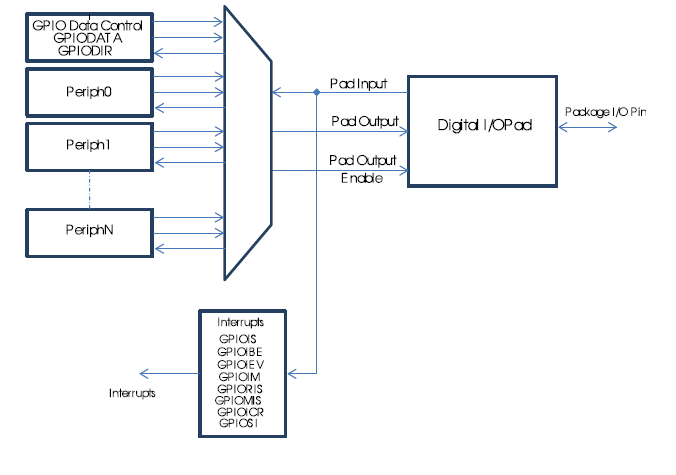 GPIO Data Control
GPIODATA
GPIODIR
Periph0
Periph1
PeriphN
Pad Input
Pad Output
Pad Output
Enable
Digital I/OPad
Package I/O Pin
Interrupts
GPIOIS
GPIOIBE
GPIOIEV
GPIOIM
GPIORIS
GPIOMIS
GPIOICR
GPIOSI
Interrupts